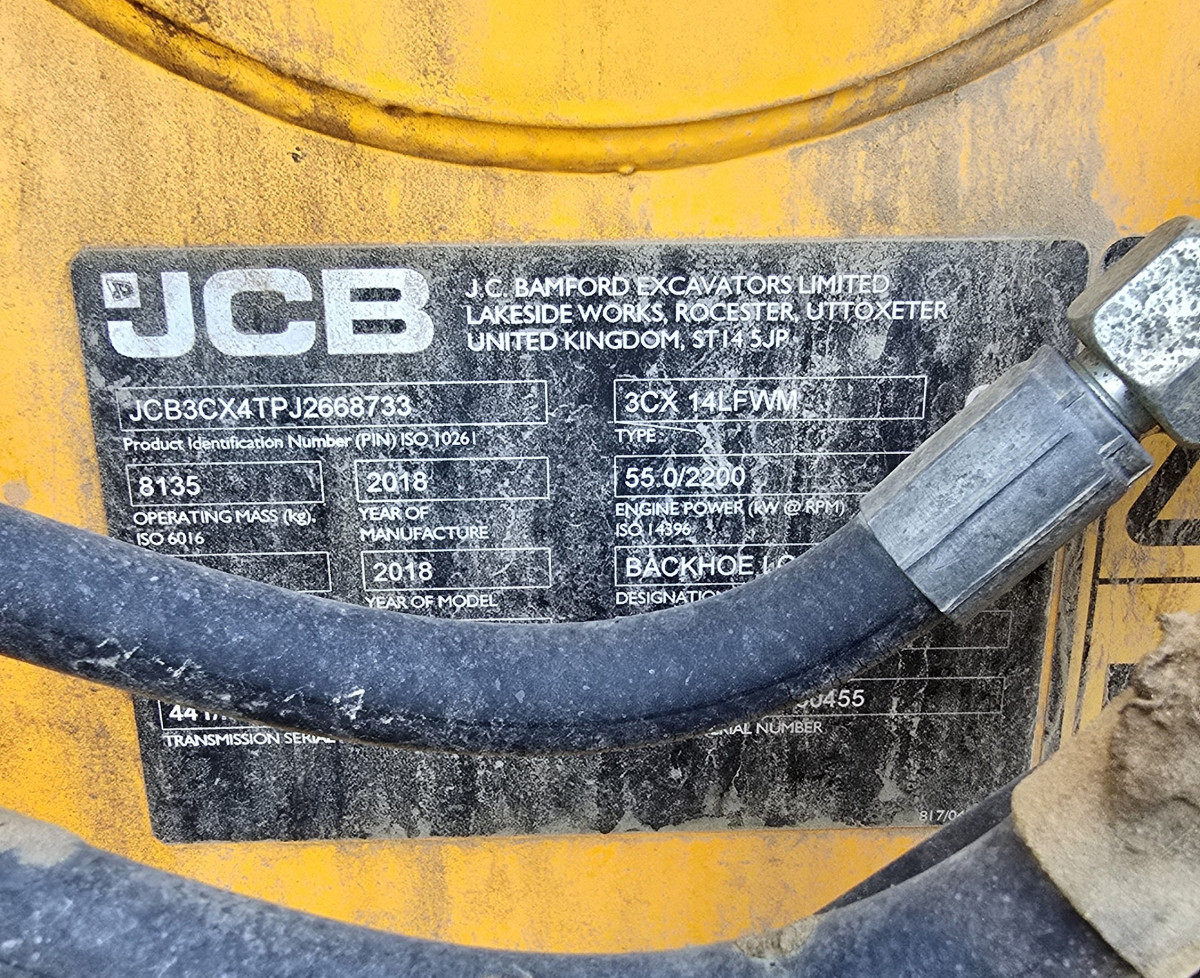 JCB
J.C. BAMFORD EXCAVATORS LIMITED
LAKESIDE WORKS, ROCESTER, UTTOXETER
UNITED KINGDOM, ST14 5JP
JCB3CX4TPJ2668733
Product Identification Number (PIN) ISO 10261
3CX 14LFWM
TYPE
8135
OPERATING MASS (kg).
ISO 6016
2018
YEAR OF
MANUFACTURE
55.0/2200
ENGINE POWER (kW @ RPM)
ISO 14396
2018
YEAR OF MODEL
BACKHOE
TRANSMISSION
NUMBER